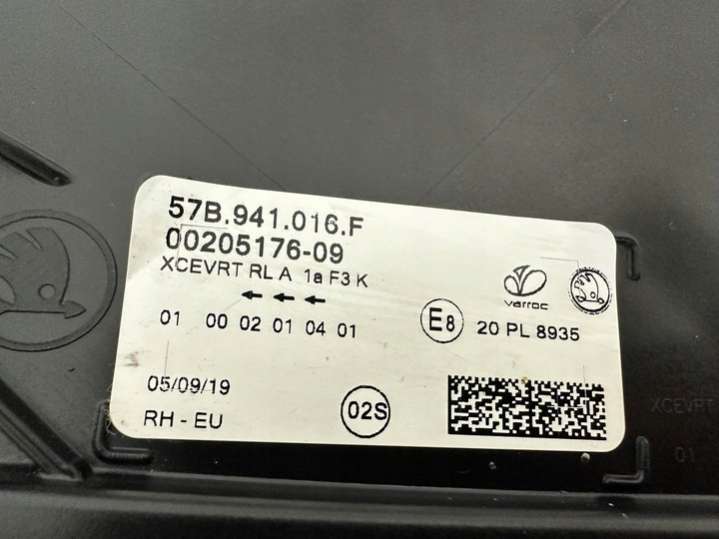 57B.941.016.F
00205176-09
XCEVRT RL A 1a F3 K
← ← ←
01 00 02 01 04 01
E8 20 PL 8935
varroc
05/09/19
RH - EU
02S
XCEVRT
01